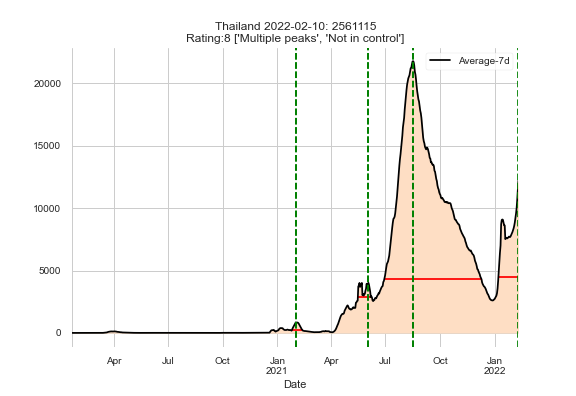 Thailand 2022-02-10: 2561115
Rating:8 ['Multiple peaks', 'Not in control']
Average-7d
20000
15000
10000
5000
0
Apr Jul Oct Jan Apr Jul Oct Jan
2021 2022
Date